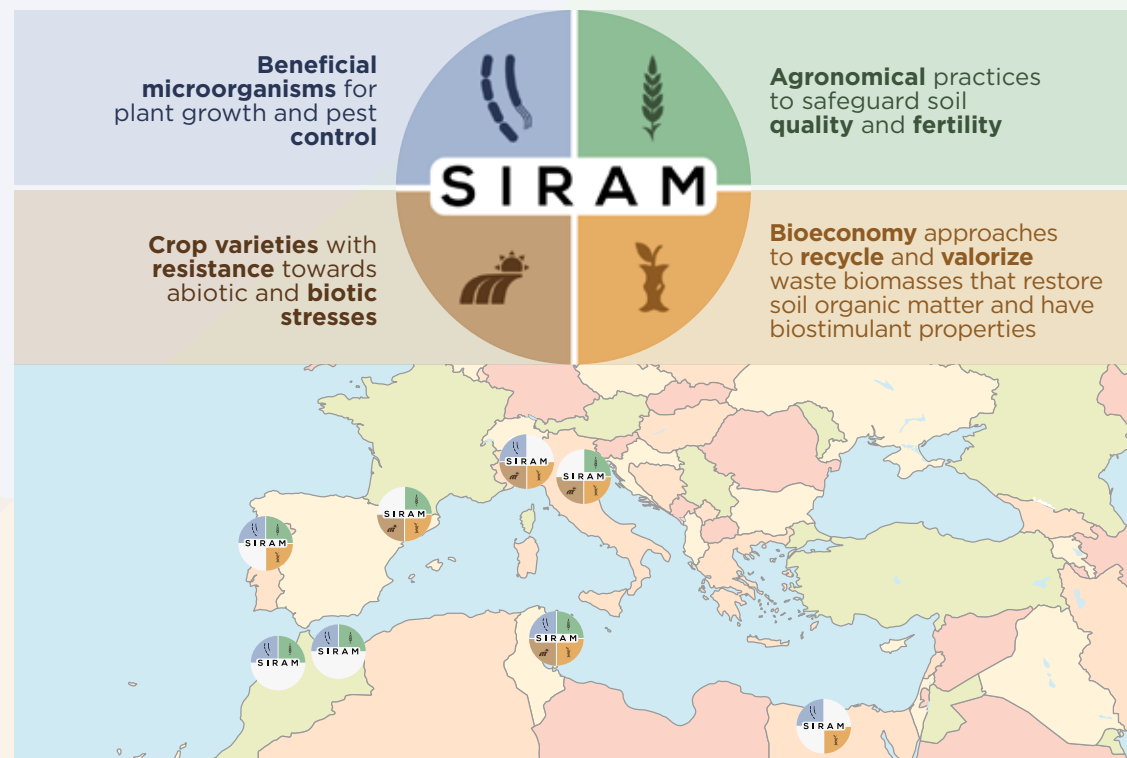 Beneficial
microorganisms for
plant growth and pest
control
Agronomical practices
to safeguard soil
quality and fertility
SIRAM
Crop varieties with
resistance towards
abiotic and biotic
stresses
Bioeconomy approaches
to recycle and valorize
waste biomasses that restore
soil organic matter and have
biostimulant properties
SIRAM
SIRAM
SIRAM
SIRAM
SIRAM
SIRAM
SIRAM
SIRAM